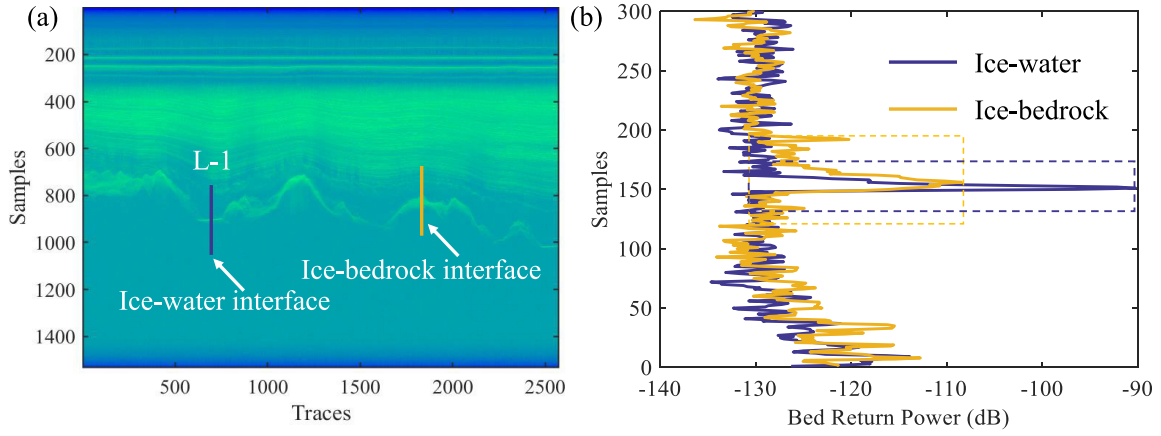 (a)
Samples
200
400
600
800
1000
1200
1400
L-1
Ice-water interface
Ice-bedrock interface
500
1000
1500
2000
2500
Traces
(b)
Samples
300
250
200
150
100
50
0
Ice-water
Ice-bedrock
-140
-130
-120
-110
-100
-90
Bed Return Power (dB)